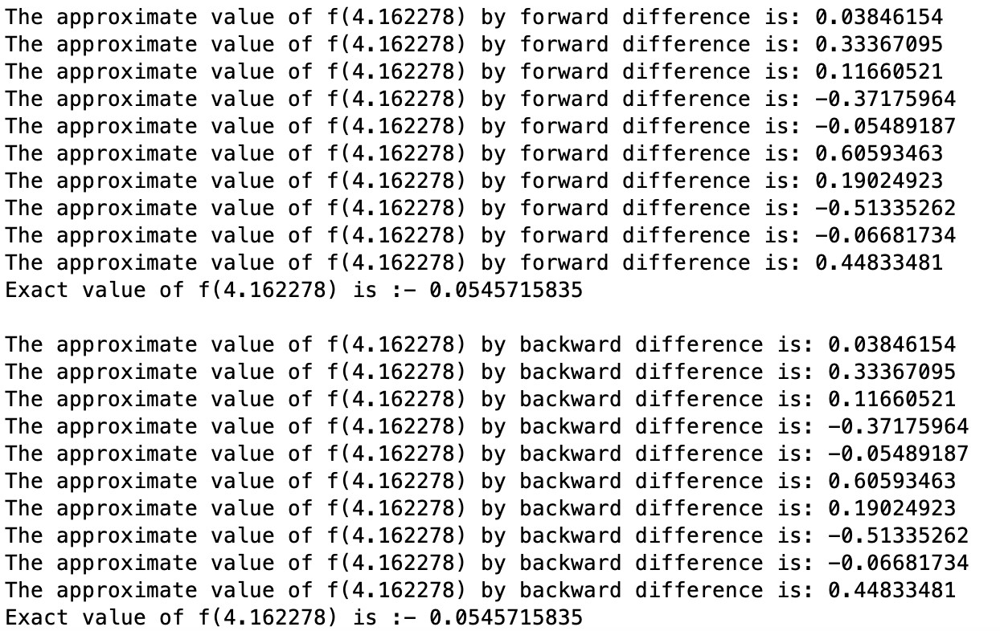 The approximate value of f(4.162278) by forward difference is: 0.03846154
The approximate value of f(4.162278) by forward difference is: 0.33367095
The approximate value of f(4.162278) by forward difference is: 0.11660521
The approximate value of f(4.162278) by forward difference is: -0.37175964
The approximate value of f(4.162278) by forward difference is: -0.05489187
The approximate value of f(4.162278) by forward difference is: 0.60593463
The approximate value of f(4.162278) by forward difference is: 0.19024923
The approximate value of f(4.162278) by forward difference is: -0.51335262
The approximate value of f(4.162278) by forward difference is: -0.06681734
The approximate value of f(4.162278) by forward difference is: 0.44833481
Exact value of f(4.162278) is :- 0.0545715835

The approximate value of f(4.162278) by backward difference is: 0.03846154
The approximate value of f(4.162278) by backward difference is: 0.33367095
The approximate value of f(4.162278) by backward difference is: 0.11660521
The approximate value of f(4.162278) by backward difference is: -0.37175964
The approximate value of f(4.162278) by backward difference is: -0.05489187
The approximate value of f(4.162278) by backward difference is: 0.60593463
The approximate value of f(4.162278) by backward difference is: 0.19024923
The approximate value of f(4.162278) by backward difference is: -0.51335262
The approximate value of f(4.162278) by backward difference is: -0.06681734
The approximate value of f(4.162278) by backward difference is: 0.44833481
Exact value of f(4.162278) is :- 0.0545715835